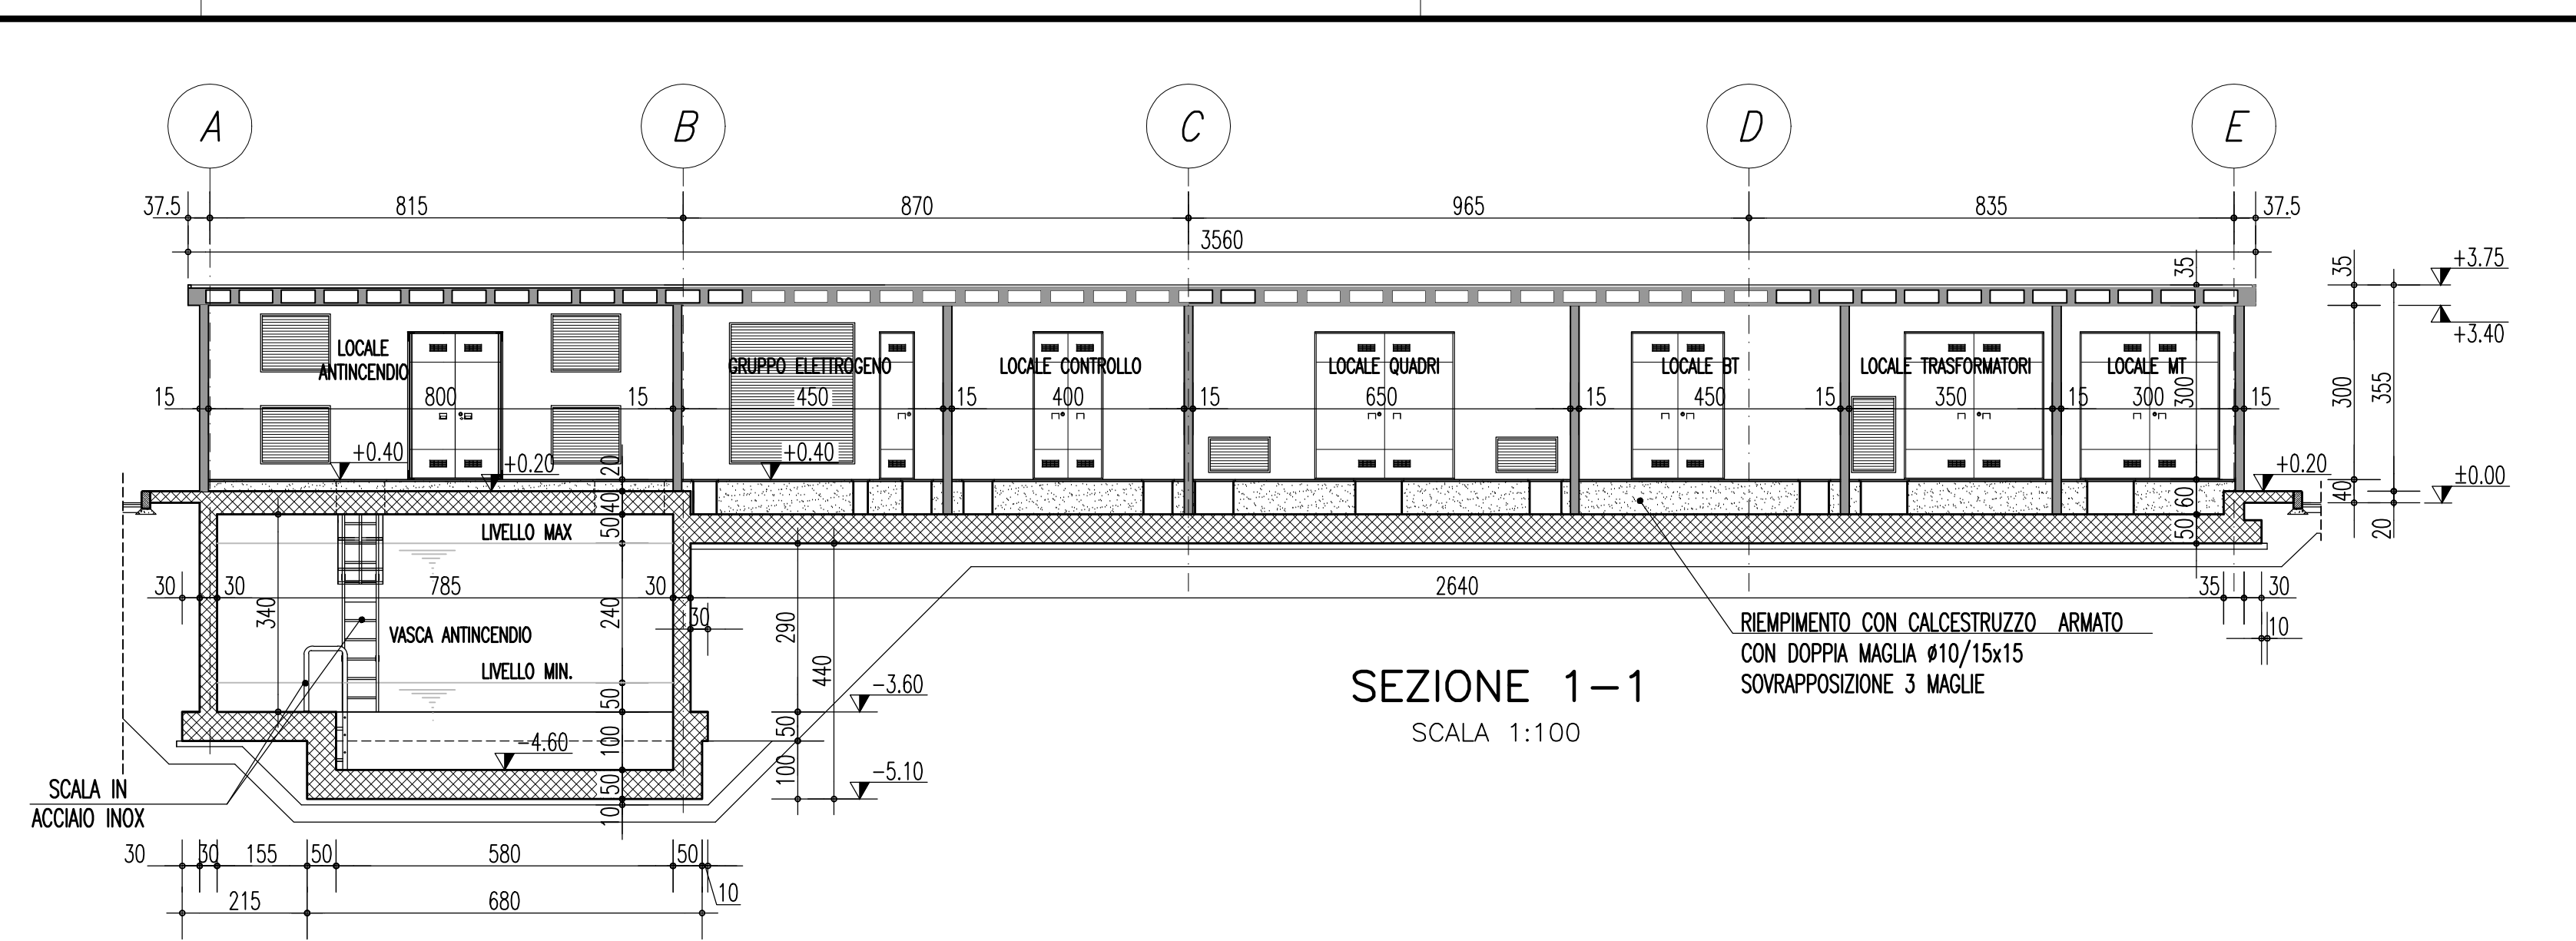 A B C D E
37.5 815 870 965 835 37.5
3560
35 35 +3.75
+3.40
LOCALE
ANTINCENDIO
GRUPPO ELETTROGENO
LOCALE CONTROLLO
LOCALE QUADRI
LOCALE BT
LOCALE TRASFORMATORI
LOCALE MT
15 800 15 450 15 400 15 650 15 450 15 350 15 300 15
300 300 355
+0.40 +0.20 20 +0.40 +0.20 ±0.00
40 60 40
50 50 20
LIVELLO MAX
30 30 785 30 2640 35 30
340 240 30 290 10
VASCA ANTINCENDIO
LIVELLO MIN.
440
RIEMPIMENTO CON CALCESTRUZZO ARMATO
CON DOPPIA MAGLIA ø10/15x15
SOVRAPPOSIZIONE 3 MAGLIE
SEZIONE 1-1
SCALA 1:100
50 50 -3.60
-4.60 100 100 -5.10
50
10
SCALA IN
ACCIAIO INOX
30 30 155 50 580 50
10
215 680